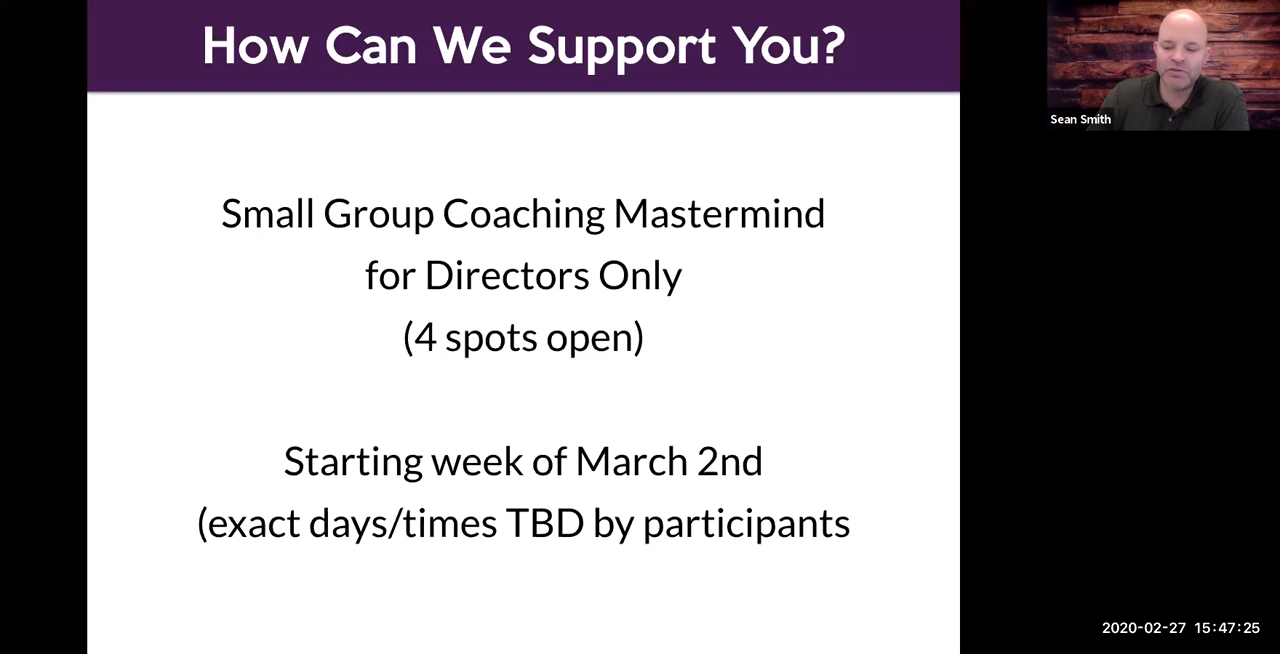 How Can We Support You?
Sean Smith
Small Group Coaching Mastermind
for Directors Only
(4 spots open)
Starting week of March 2nd
(exact days/times TBD by participants
2020-02-27 15:47:25